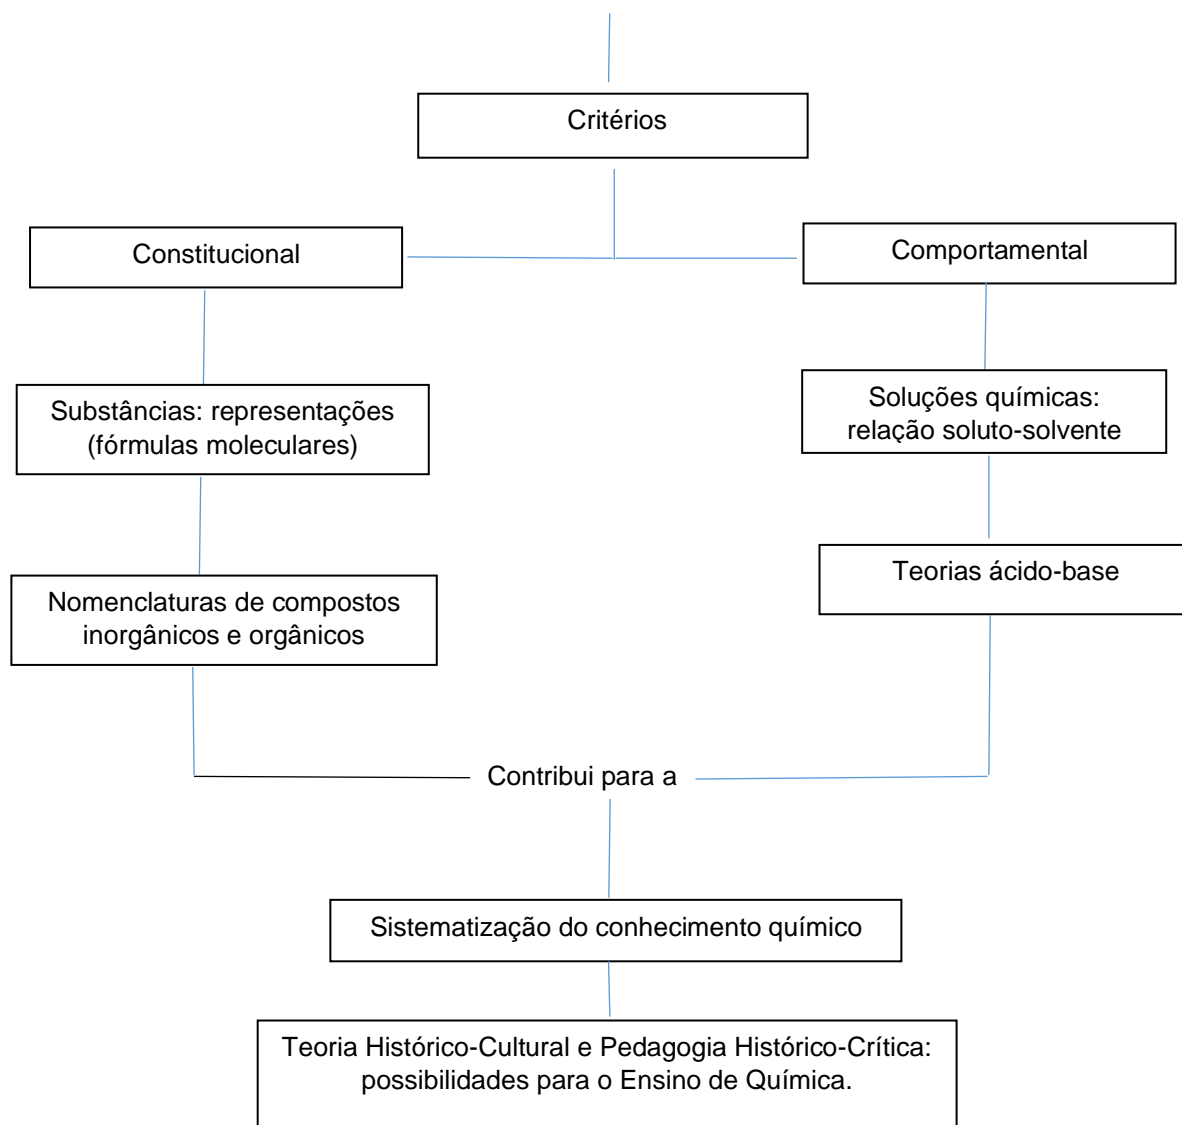 Critérios
Constitucional
Comportamental
Substâncias: representações
(fórmulas moleculares)
Soluções químicas:
relação soluto-solvente
Nomenclaturas de compostos
inorgânicos e orgânicos
Teorias ácido-base
Contribui para a
Sistematização do conhecimento químico
Teoria Histórico-Cultural e Pedagogia Histórico-Crítica:
possibilidades para o Ensino de Química.